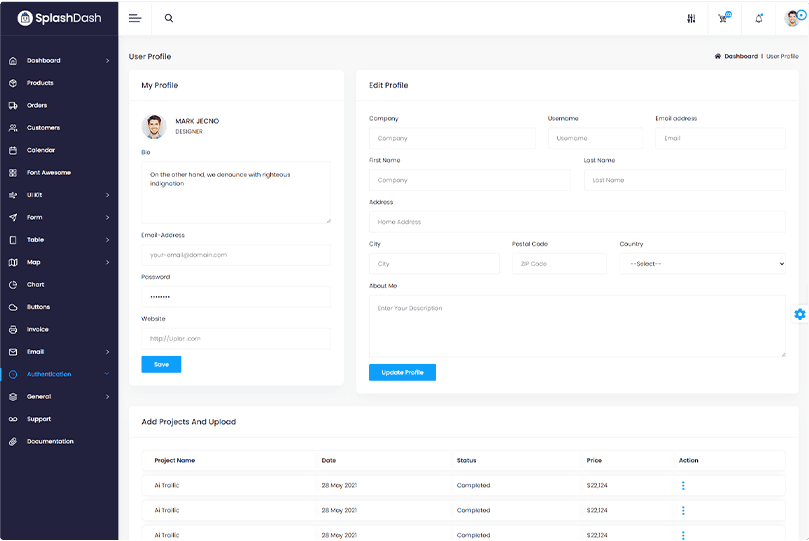 SplashDash
Dashboard
Products
Orders
Customers
Calendar
Font Awesome
UI Kit
Form
Table
Map
Chart
Buttons
Invoice
Email
Authentication
General
Support
Documentation
User Profile
Dashboard | User Profile
My Profile
MARK JECNO
DESIGNER
Bio
On the other hand, we denounce with righteous
indignation
Email-Address
your-email@domain.com
Password
••••••••
Website
http://Uplor.com
Save
Edit Profile
Company Username Email address
Company Username Email
First Name Last Name
Company Last Name
Address
Home Address
City Postal Code Country
City ZIP Code --Select--
About Me
Enter Your Description
Update Profile
Add Projects And Upload
Project Name Date Status Price Action
Ai Traffic 28 May 2021 Completed $22,124
Ai Traffic 28 May 2021 Completed $22,124
Ai Traffic 28 May 2021 Completed $22,124